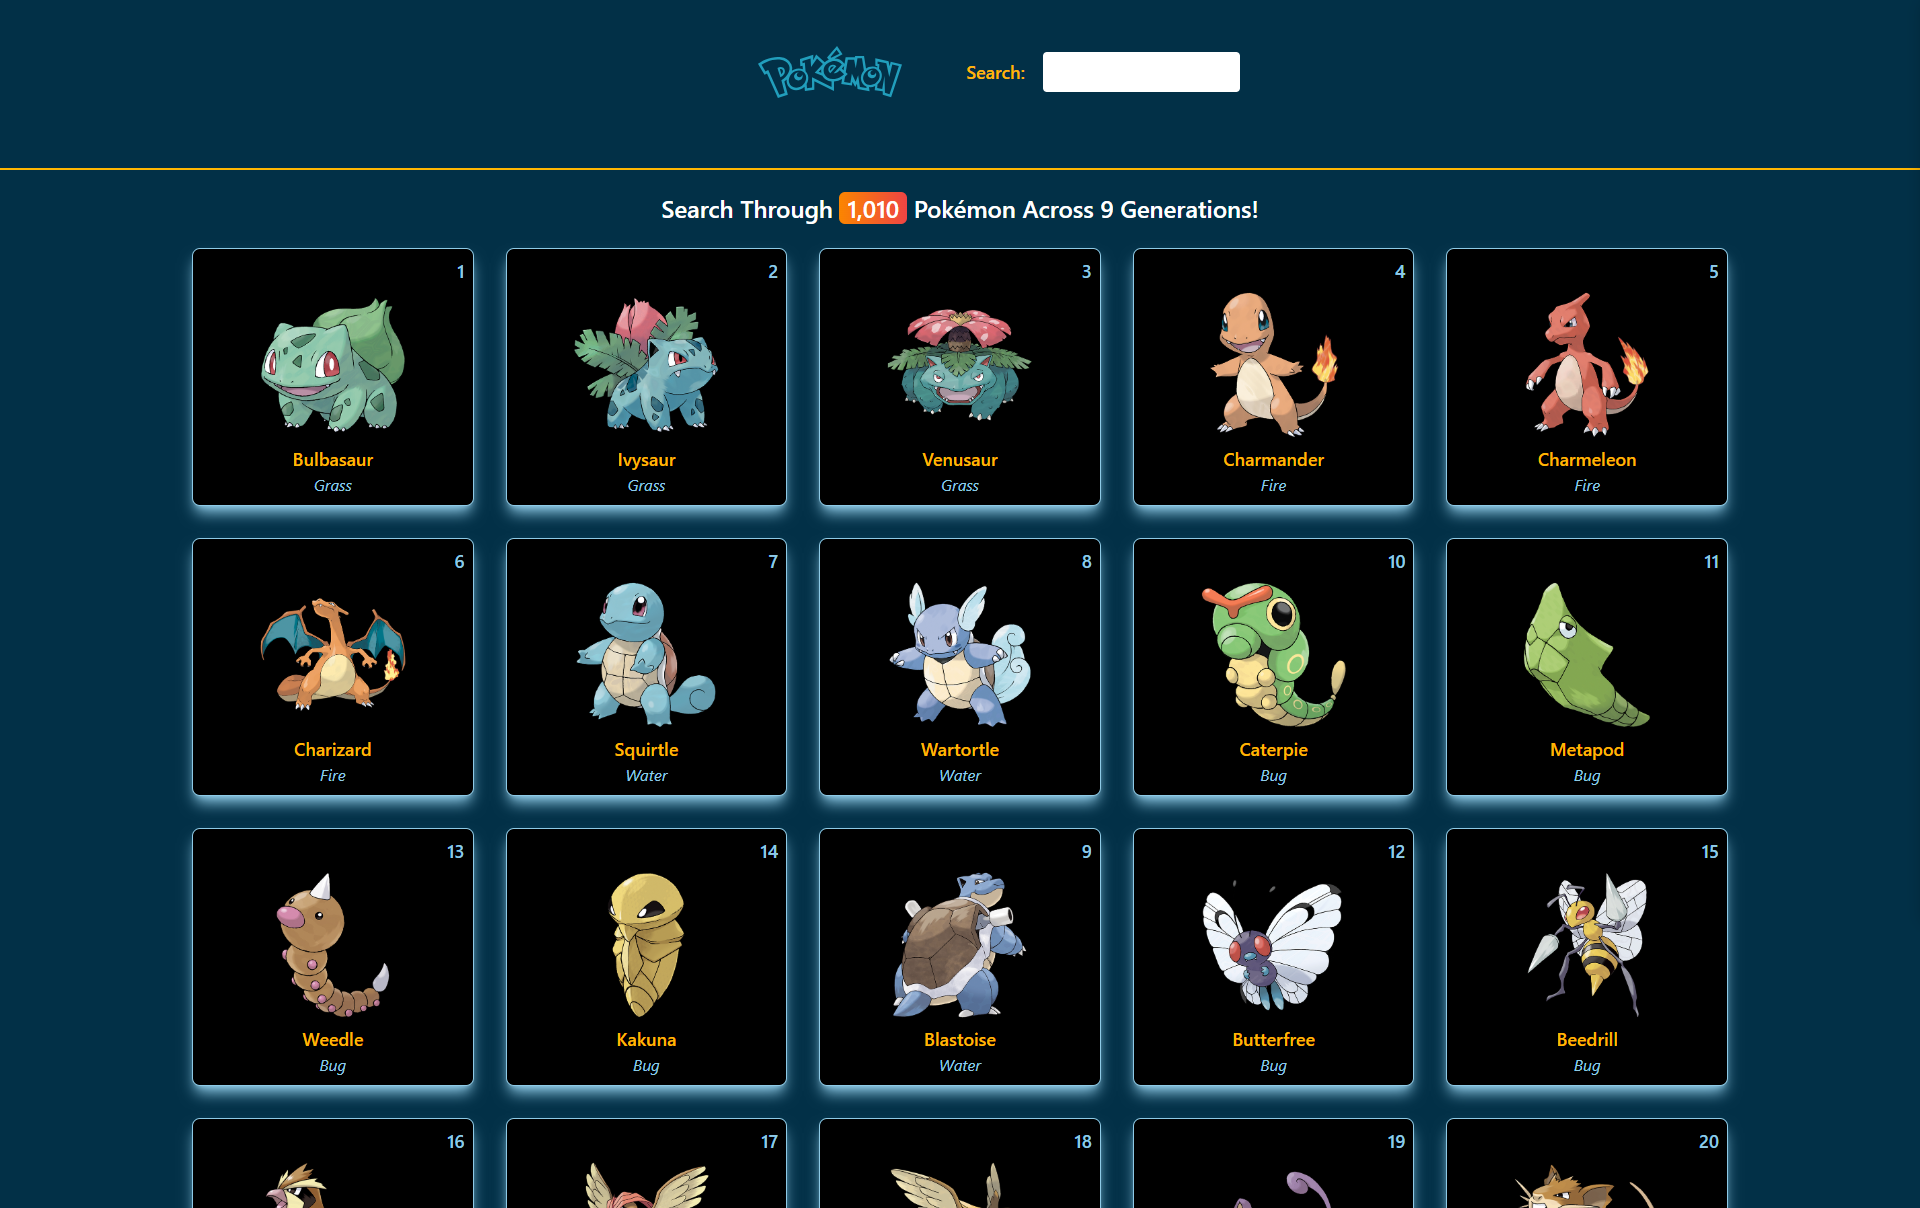 POKéMON
Search:
Search Through 1,010 Pokémon Across 9 Generations!
1
Bulbasaur
Grass
2
Ivysaur
Grass
3
Venusaur
Grass
4
Charmander
Fire
5
Charmeleon
Fire
6
Charizard
Fire
7
Squirtle
Water
8
Wartortle
Water
10
Caterpie
Bug
11
Metapod
Bug
13
Weedle
Bug
14
Kakuna
Bug
9
Blastoise
Water
12
Butterfree
Bug
15
Beedrill
Bug
16
17
18
19
20